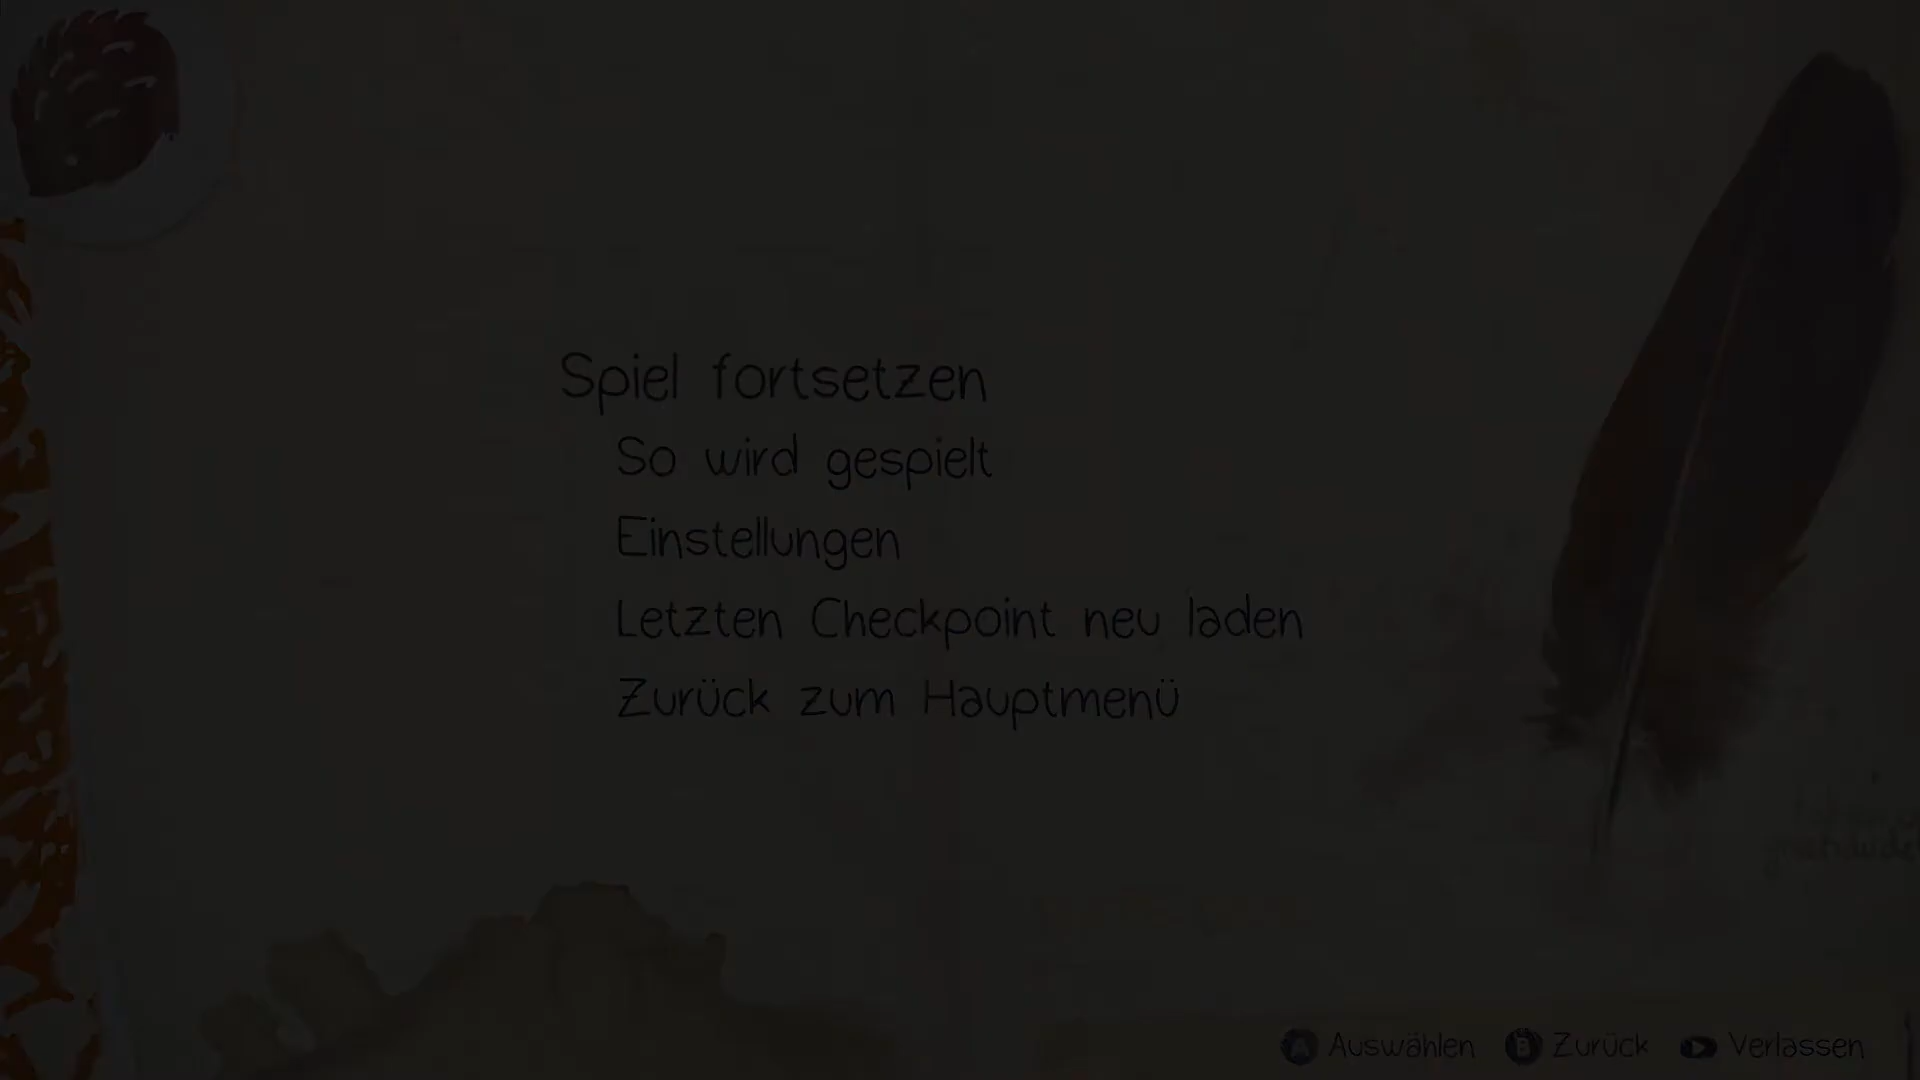 Spiel fortsetzen
So wird gespielt
Einstellungen
Letzten Checkpoint neu laden
Zurück zum Hauptmenü
A Auswählen B Zurück Verlassen